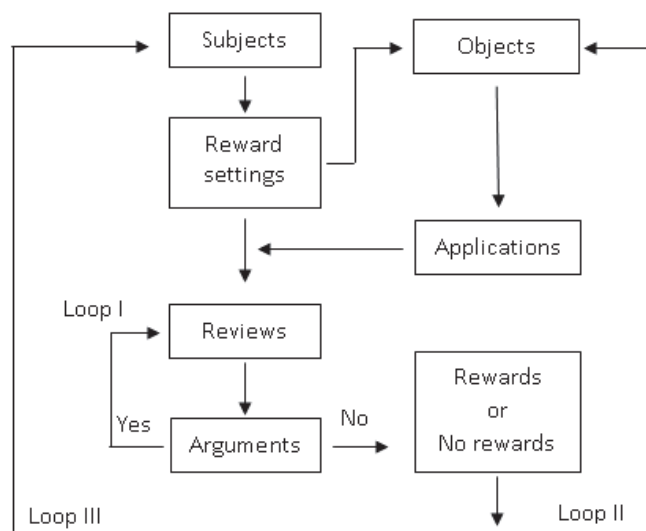 Subjects
Objects
Reward
settings
Applications
Loop I
Reviews
Rewards
or
No rewards
Yes
No
Arguments
Loop III
Loop II